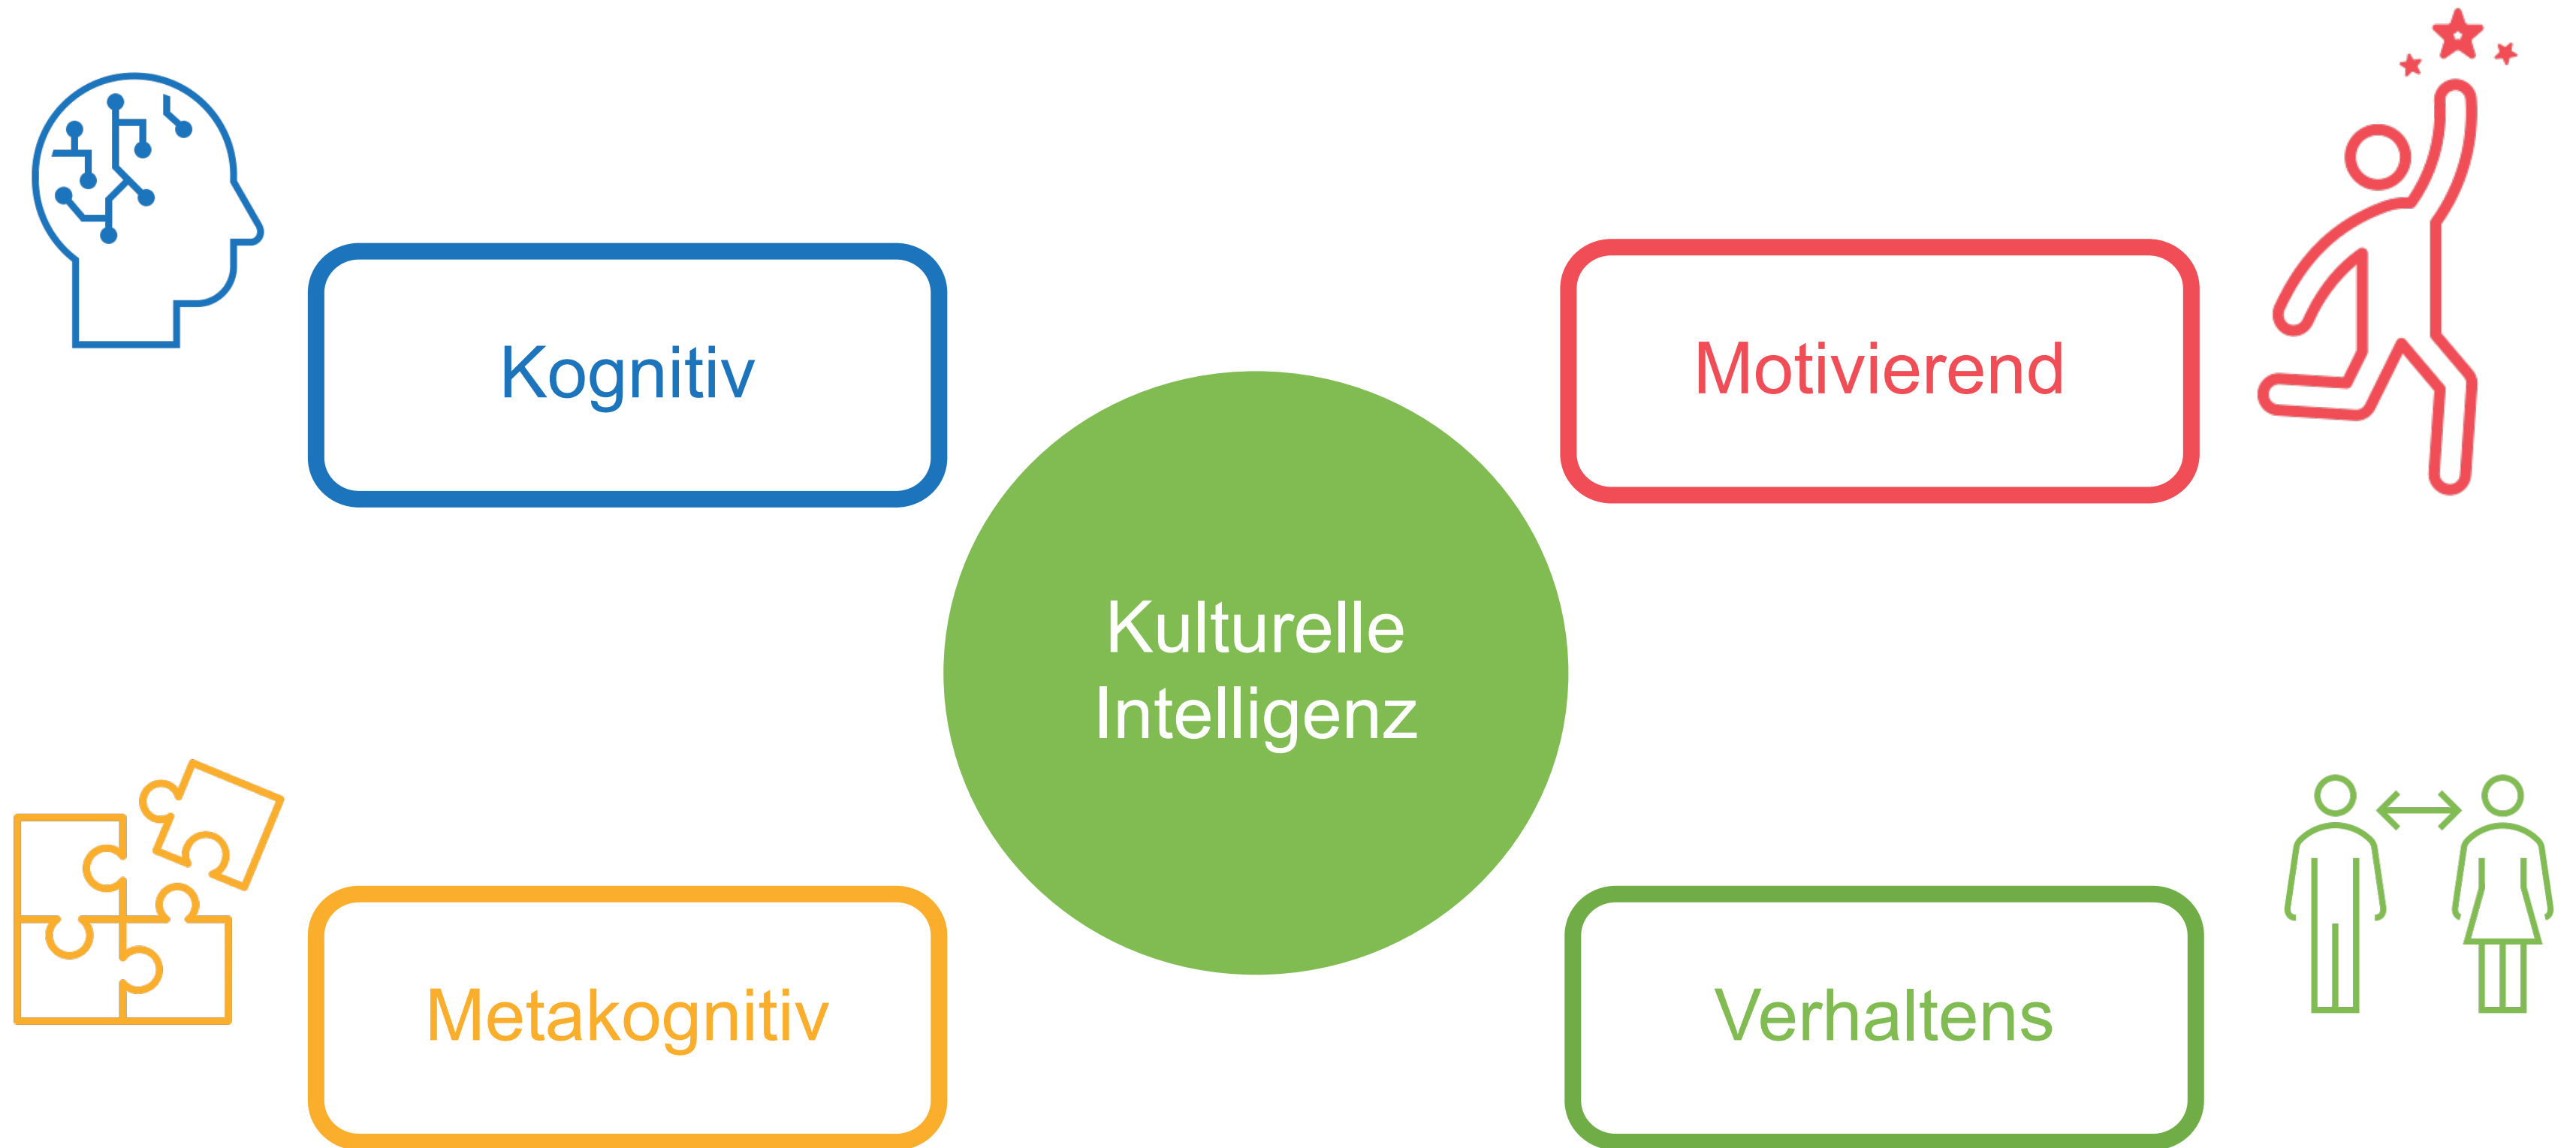 Kognitiv
Motivierend
Kulturelle
Intelligenz
Metakognitiv
Verhaltens